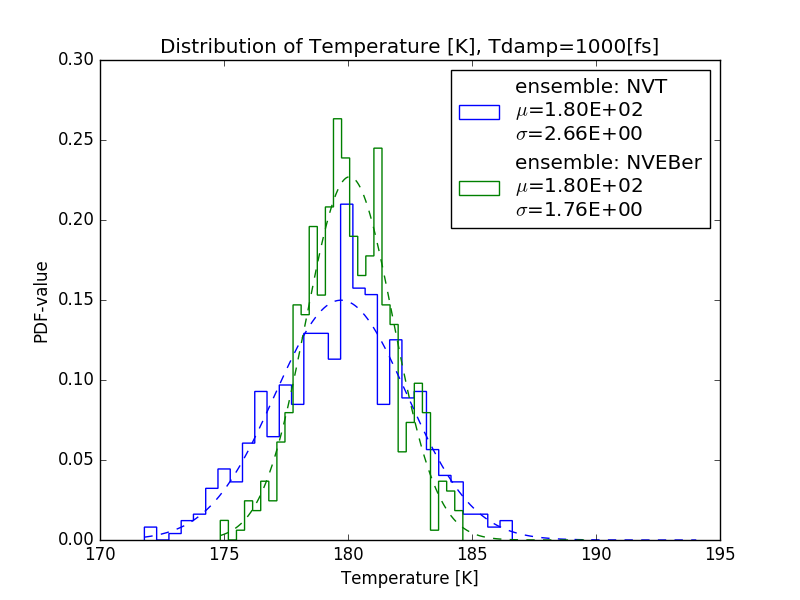 Distribution of Temperature [K], Tdamp=1000[fs]
ensemble: NVT
μ=1.80E+02
σ=2.66E+00
ensemble: NVEBer
μ=1.80E+02
σ=1.76E+00
PDF-value
0.30
0.25
0.20
0.15
0.10
0.05
0.00
170 175 180 185 190 195
Temperature [K]